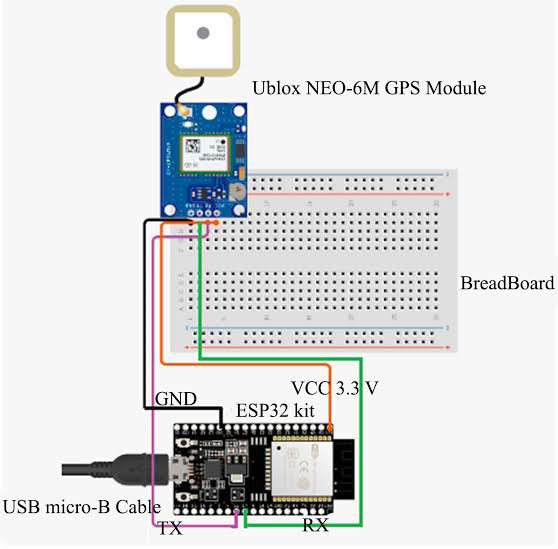 Ublox NEO-6M GPS Module
BreadBoard
VCC 3.3 V
GND
ESP32 kit
USB micro-B Cable
TX
RX